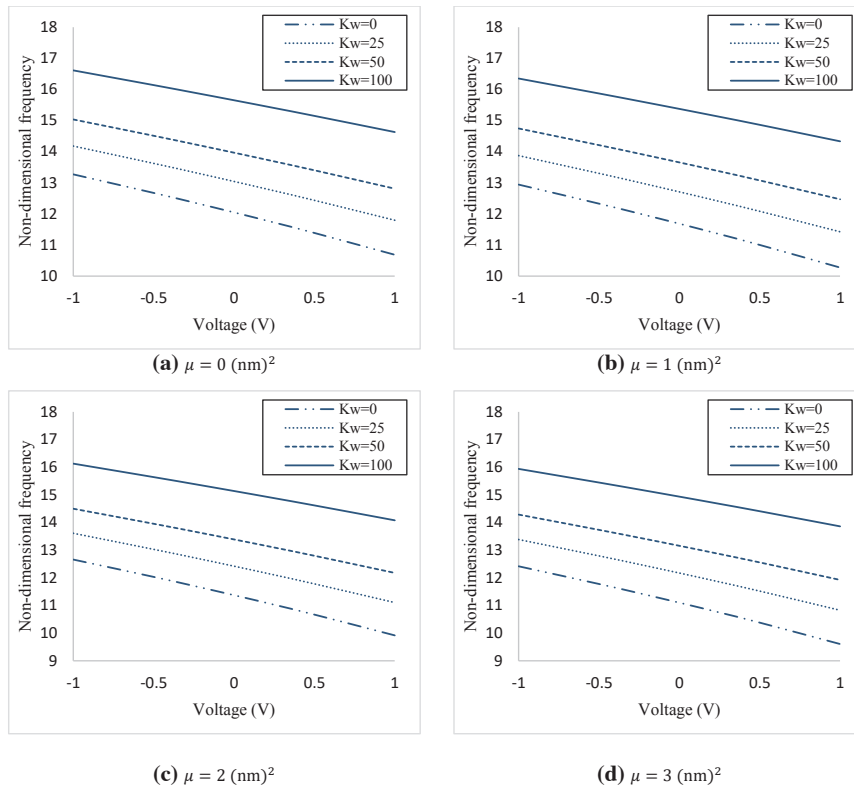 Non-dimensional frequency
18
17
16
15
14
13
12
11
10
-1
-0.5
0
0.5
1
Voltage (V)
Kw=0
Kw=25
Kw=50
Kw=100
(a) μ = 0 (nm)²
Non-dimensional frequency
18
17
16
15
14
13
12
11
10
-1
-0.5
0
0.5
1
Voltage (V)
Kw=0
Kw=25
Kw=50
Kw=100
(b) μ = 1 (nm)²
Non-dimensional frequency
18
17
16
15
14
13
12
11
10
9
-1
-0.5
0
0.5
1
Voltage (V)
Kw=0
Kw=25
Kw=50
Kw=100
(c) μ = 2 (nm)²
Non-dimensional frequency
18
17
16
15
14
13
12
11
10
9
-1
-0.5
0
0.5
1
Voltage (V)
Kw=0
Kw=25
Kw=50
Kw=100
(d) μ = 3 (nm)²